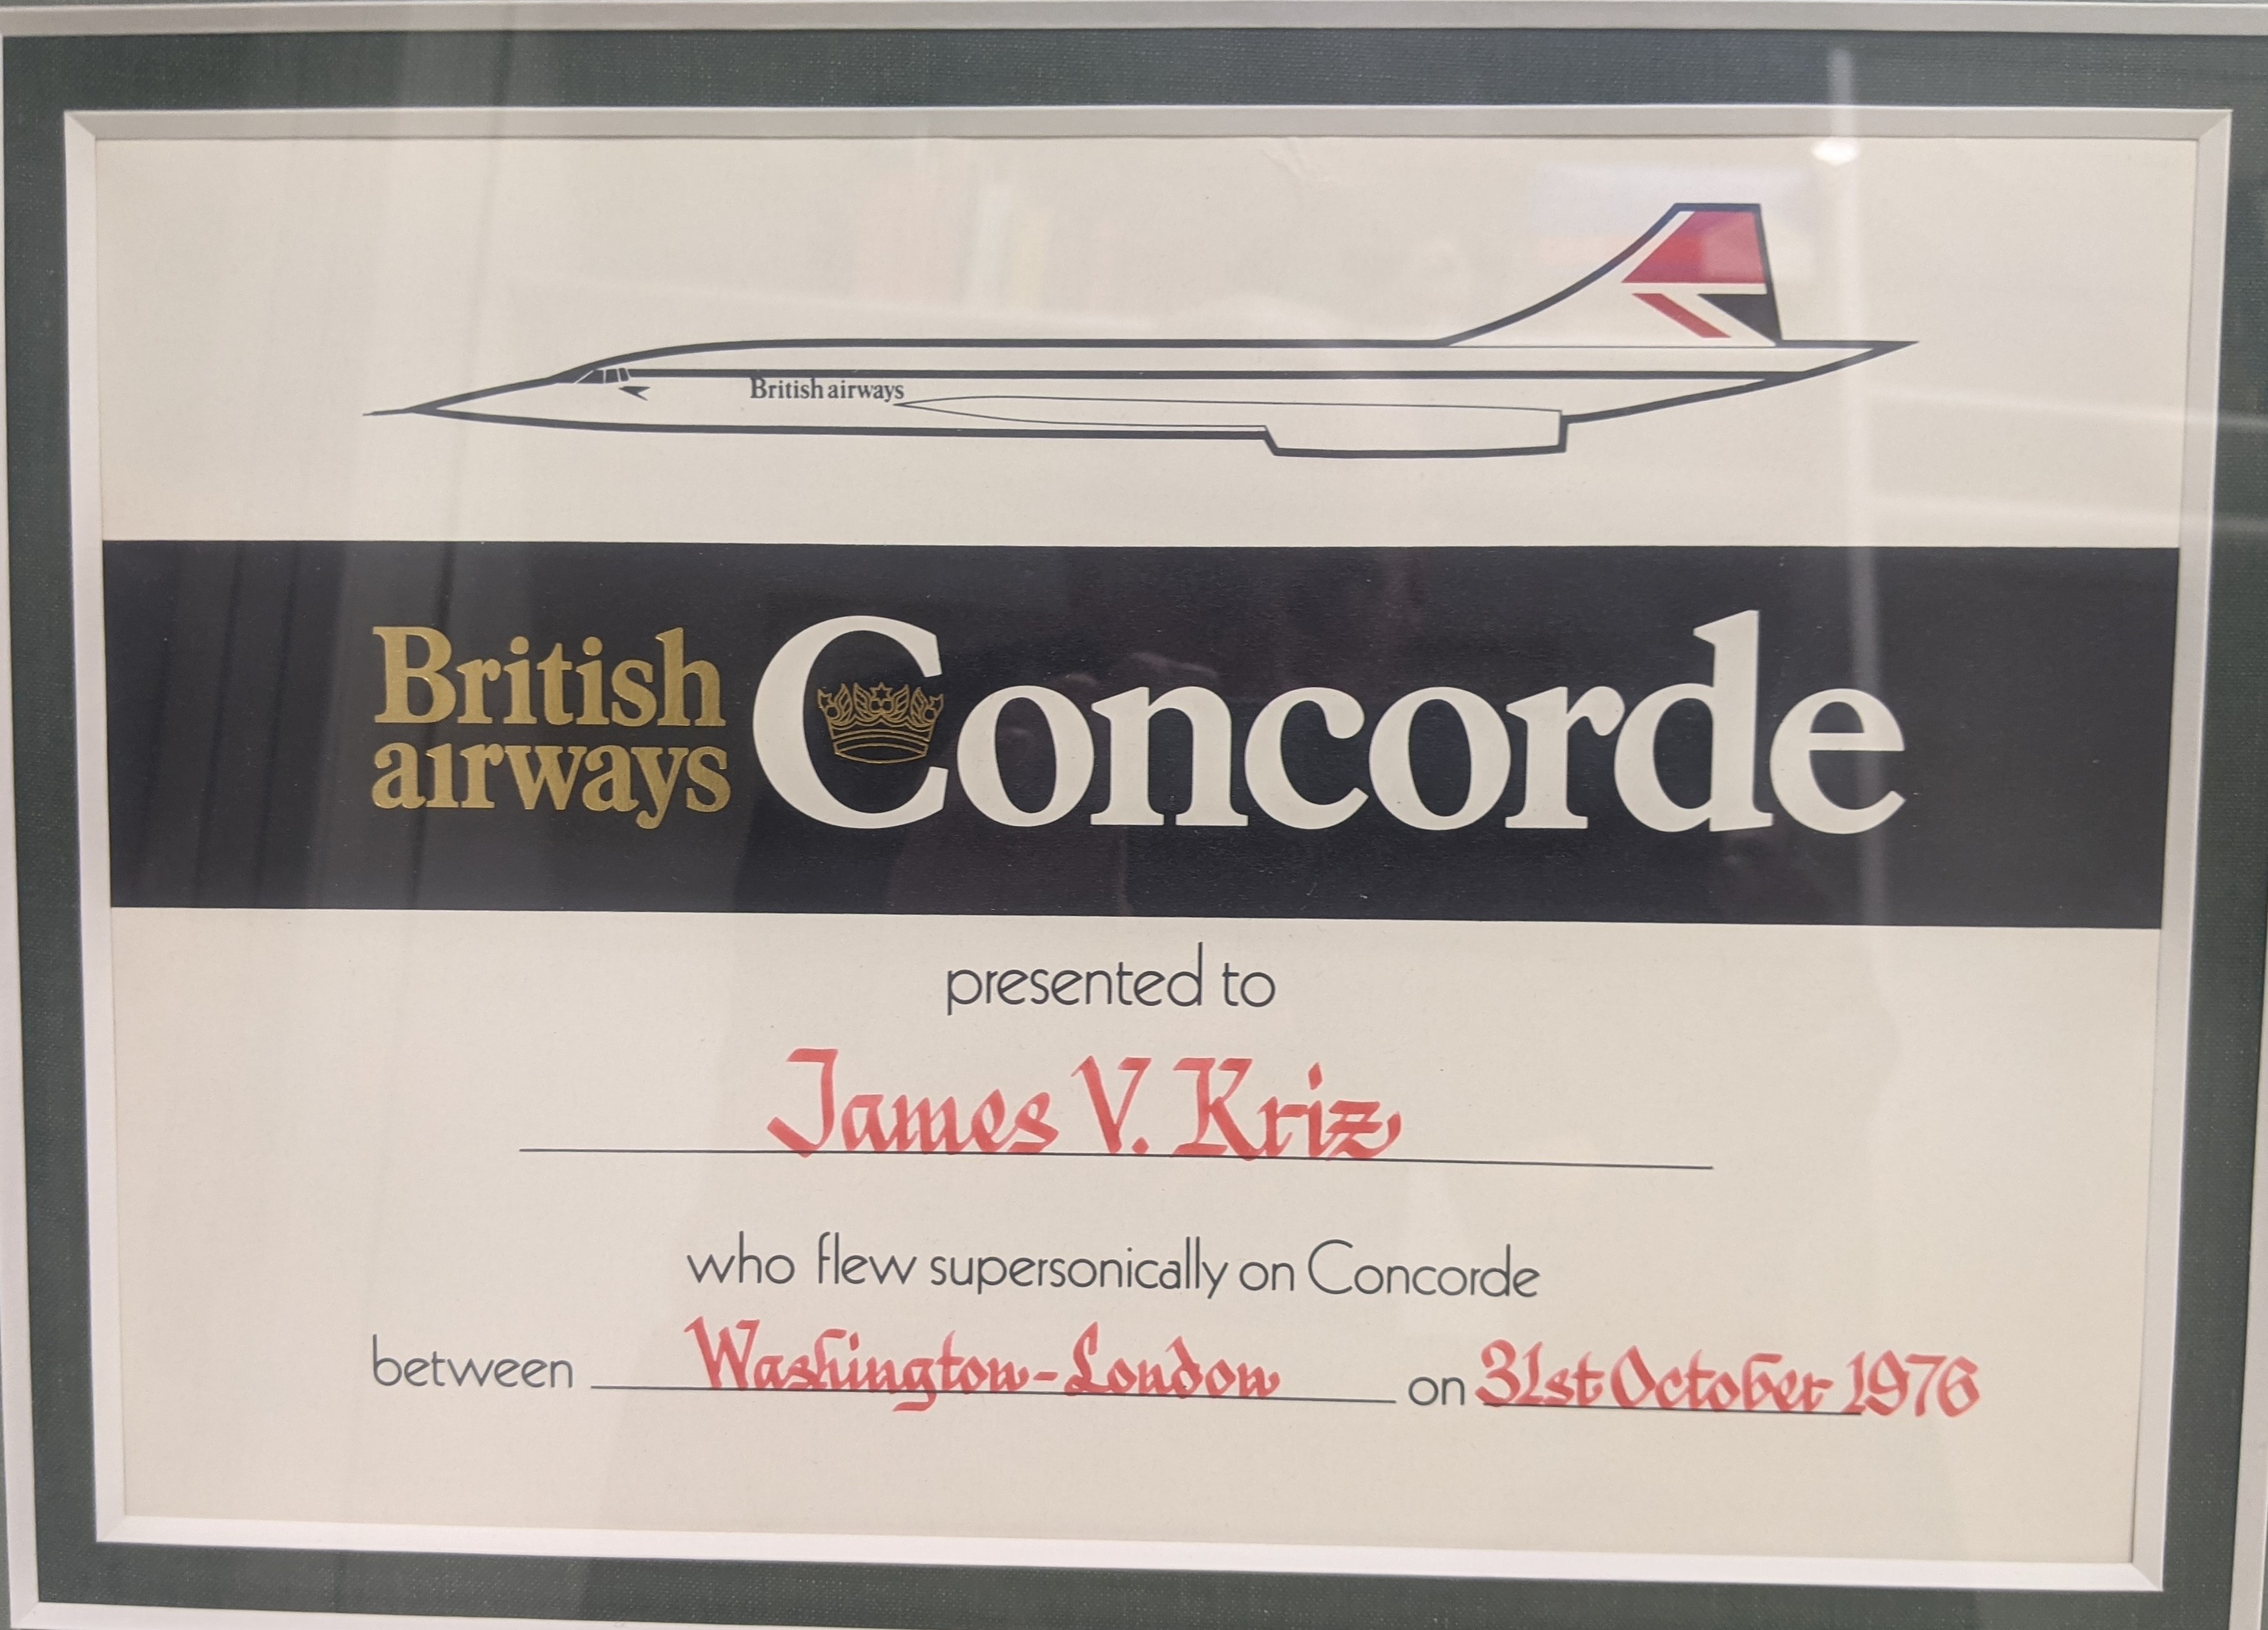 British airways
British
airways
Concorde
presented to
James V. Kriz
who flew supersonically on Concorde
between Washington-London on 31st October 1976